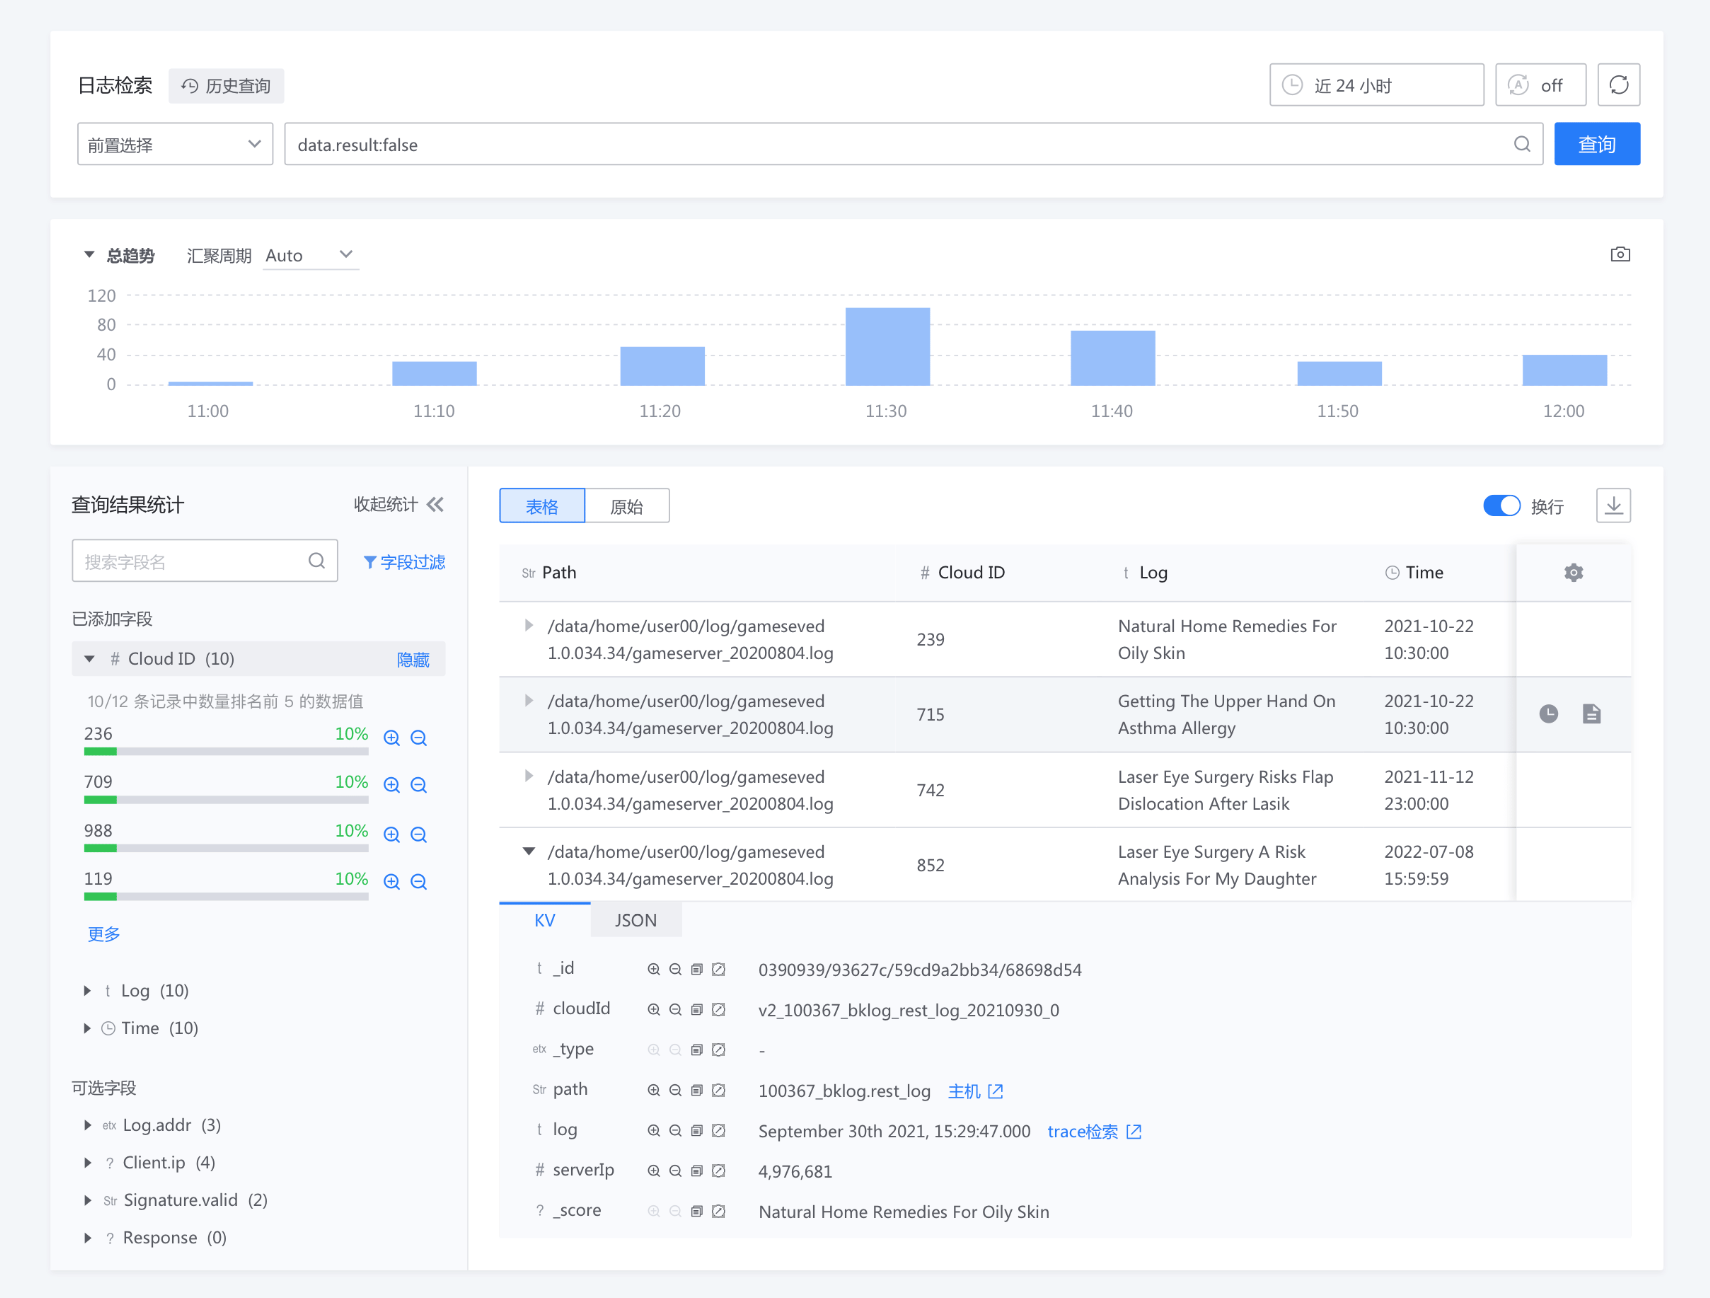 日志检索
历史查询
近 24 小时
off
前置选择
data.result:false
查询
总趋势
汇聚周期
Auto
120
80
40
0
11:00
11:10
11:20
11:30
11:40
11:50
12:00
查询结果统计
收起统计
搜索字段名
字段过滤
已添加字段
# Cloud ID (10)
隐藏
10/12 条记录中数量排名前 5 的数据值
236
10%
709
10%
988
10%
119
10%
更多
t Log (10)
Time (10)
可选字段
etx Log.addr (3)
? Client.ip (4)
Str Signature.valid (2)
? Response (0)
表格
原始
换行
Str Path
# Cloud ID
t Log
Time
/data/home/user00/log/gameseved
1.0.034.34/gameserver_20200804.log
239
Natural Home Remedies For
Oily Skin
2021-10-22
10:30:00
/data/home/user00/log/gameseved
1.0.034.34/gameserver_20200804.log
715
Getting The Upper Hand On
Asthma Allergy
2021-10-22
10:30:00
/data/home/user00/log/gameseved
1.0.034.34/gameserver_20200804.log
742
Laser Eye Surgery Risks Flap
Dislocation After Lasik
2021-11-12
23:00:00
/data/home/user00/log/gameseved
1.0.034.34/gameserver_20200804.log
852
Laser Eye Surgery A Risk
Analysis For My Daughter
2022-07-08
15:59:59
KV
JSON
t _id
0390939/93627c/59cd9a2bb34/68698d54
# cloudId
v2_100367_bklog_rest_log_20210930_0
etx _type
-
Str path
100367_bklog.rest_log 主机
t log
September 30th 2021, 15:29:47.000 trace检索
# serverIp
4,976,681
? _score
Natural Home Remedies For Oily Skin